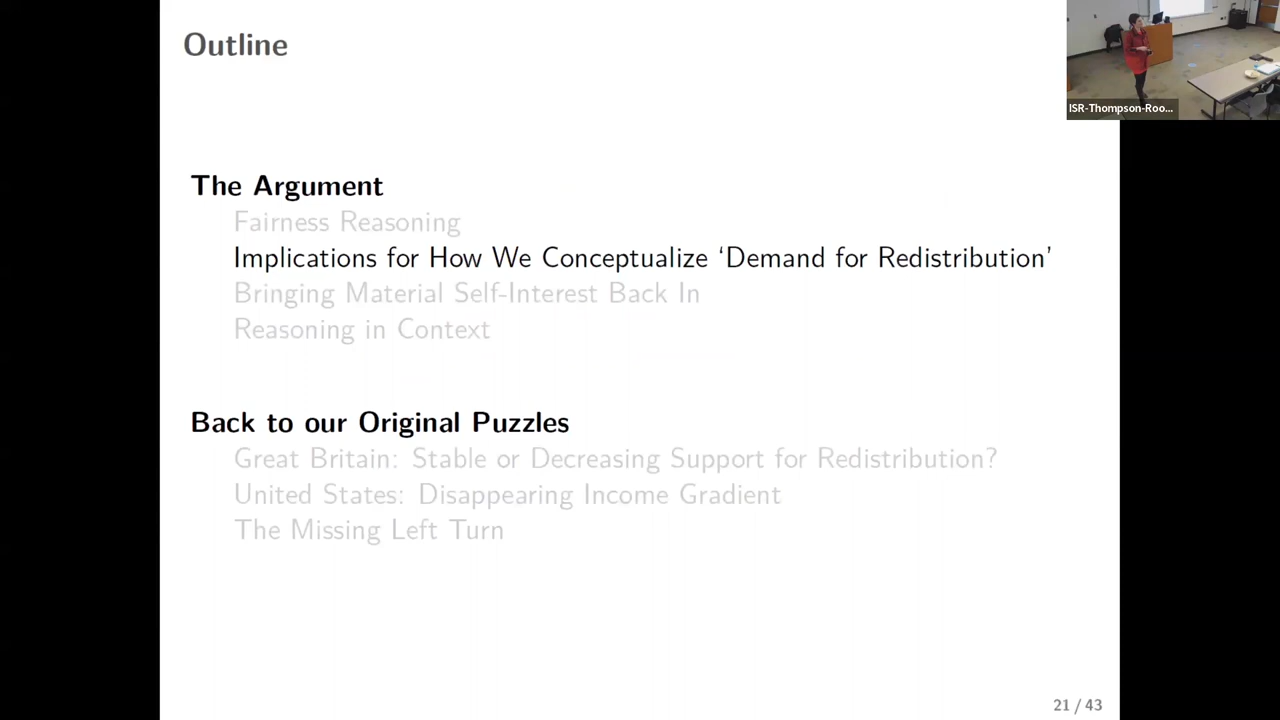 Outline
ISR-Thompson-Roo...
The Argument
Fairness Reasoning
Implications for How We Conceptualize ‘Demand for Redistribution’
Bringing Material Self-Interest Back In
Reasoning in Context
Back to our Original Puzzles
Great Britain: Stable or Decreasing Support for Redistribution?
United States: Disappearing Income Gradient
The Missing Left Turn
21 / 43